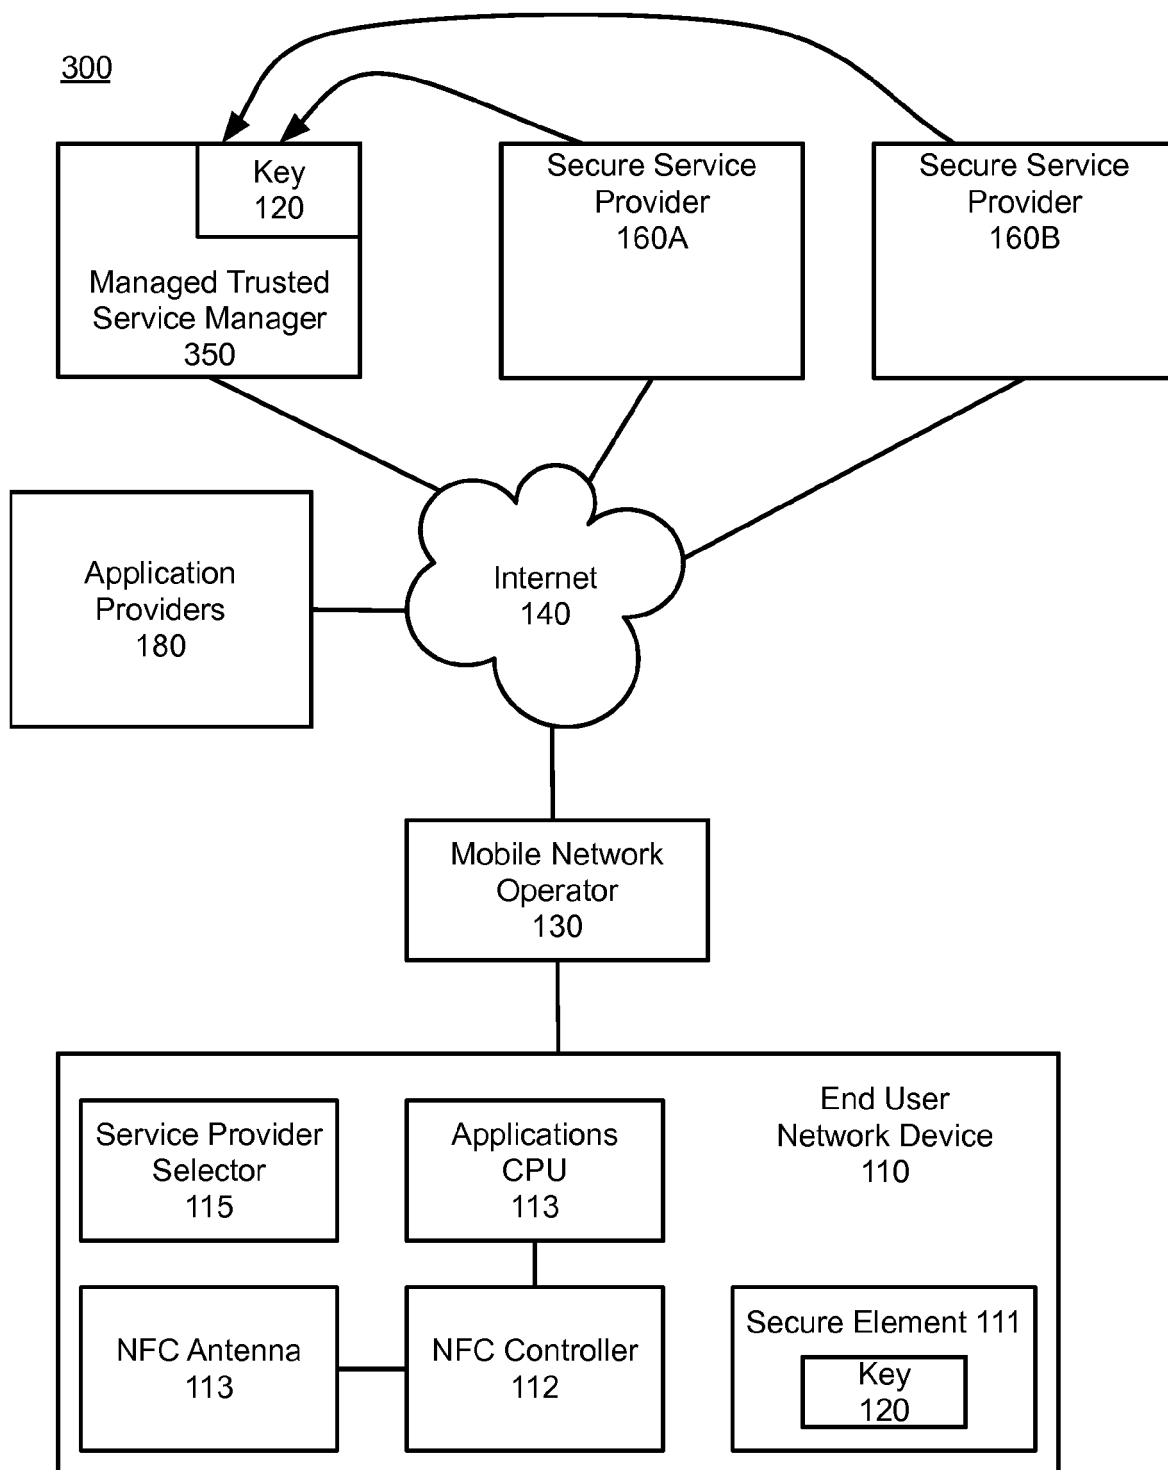 300
Key
120
Managed Trusted
Service Manager
350
Secure Service
Provider
160A
Secure Service
Provider
160B
Application
Providers
180
Internet
140
Mobile Network
Operator
130
End User
Network Device
110
Service Provider
Selector
115
Applications
CPU
113
NFC Antenna
113
NFC Controller
112
Secure Element 111
Key
120